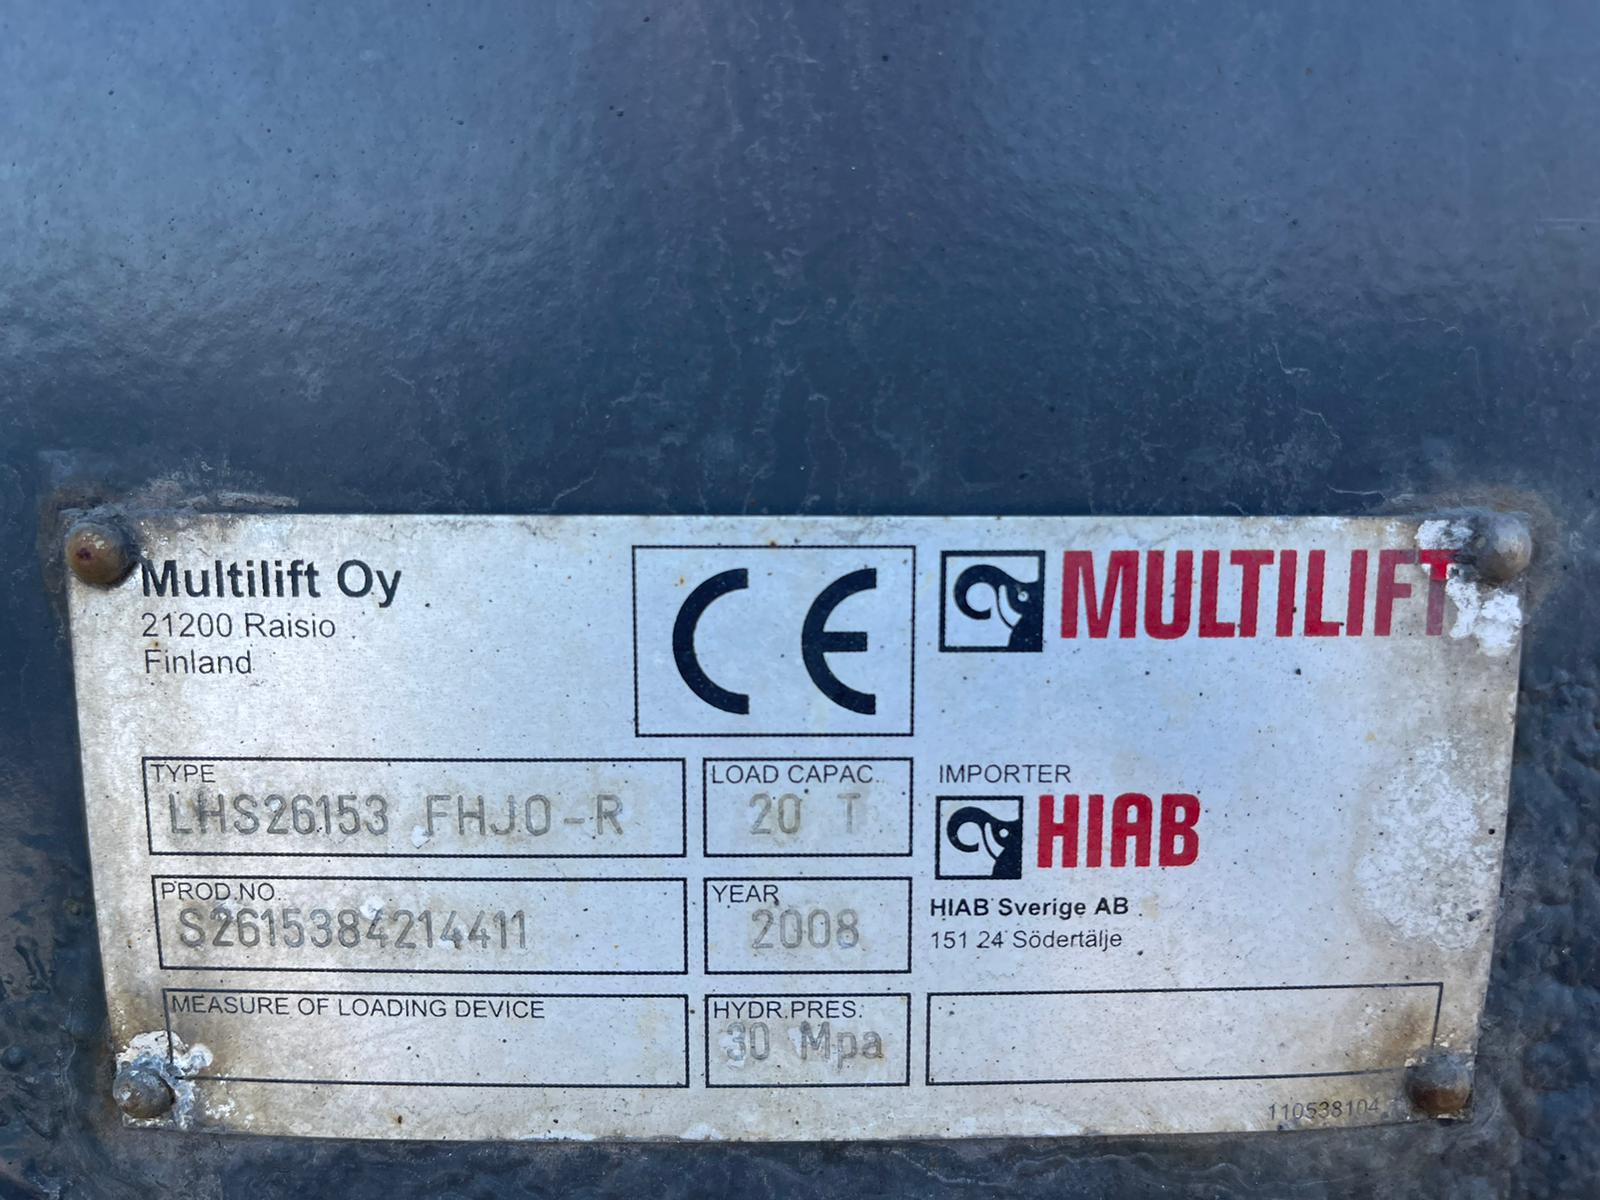 Multilift Oy
21200 Raisio
Finland
CE
MULTILIFT
TYPE
LHS26153 FHJO-R
LOAD CAPAC.
20 T
IMPORTER
HIAB
PROD.NO.
S2615384214411
YEAR
2008
HIAB Sverige AB
151 24 Södertälje
MEASURE OF LOADING DEVICE
HYDR.PRES.
30 Mpa
110538104